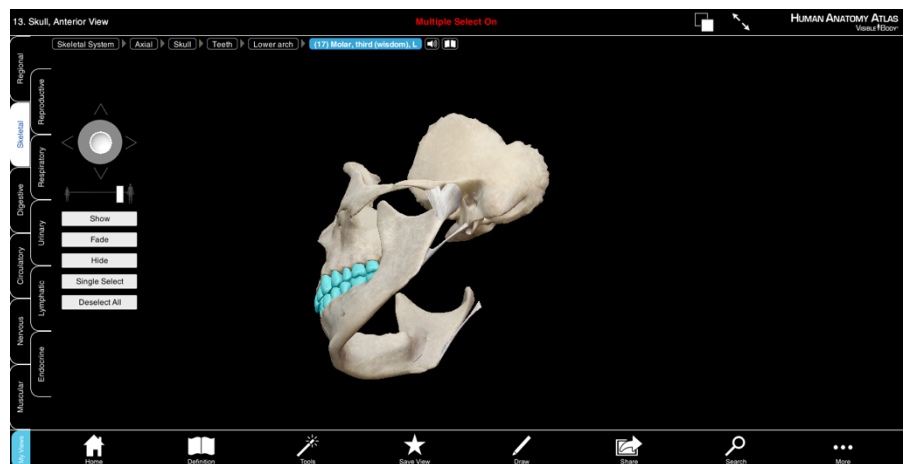 13. Skull, Anterior View
Multiple Select On
HUMAN ANATOMY ATLAS
VISIBLE BODY
Skeletal System Axial Skull Teeth Lower arch (17) Molar, third (wisdom), L
Regional
Skeletal
Digestive
Circulatory
Nervous
Muscular
My Views
Reproductive
Respiratory
Urinary
Lymphatic
Endocrine
Show
Fade
Hide
Single Select
Deselect All
Home
Definition
Tools
Save View
Draw
Share
Search
More